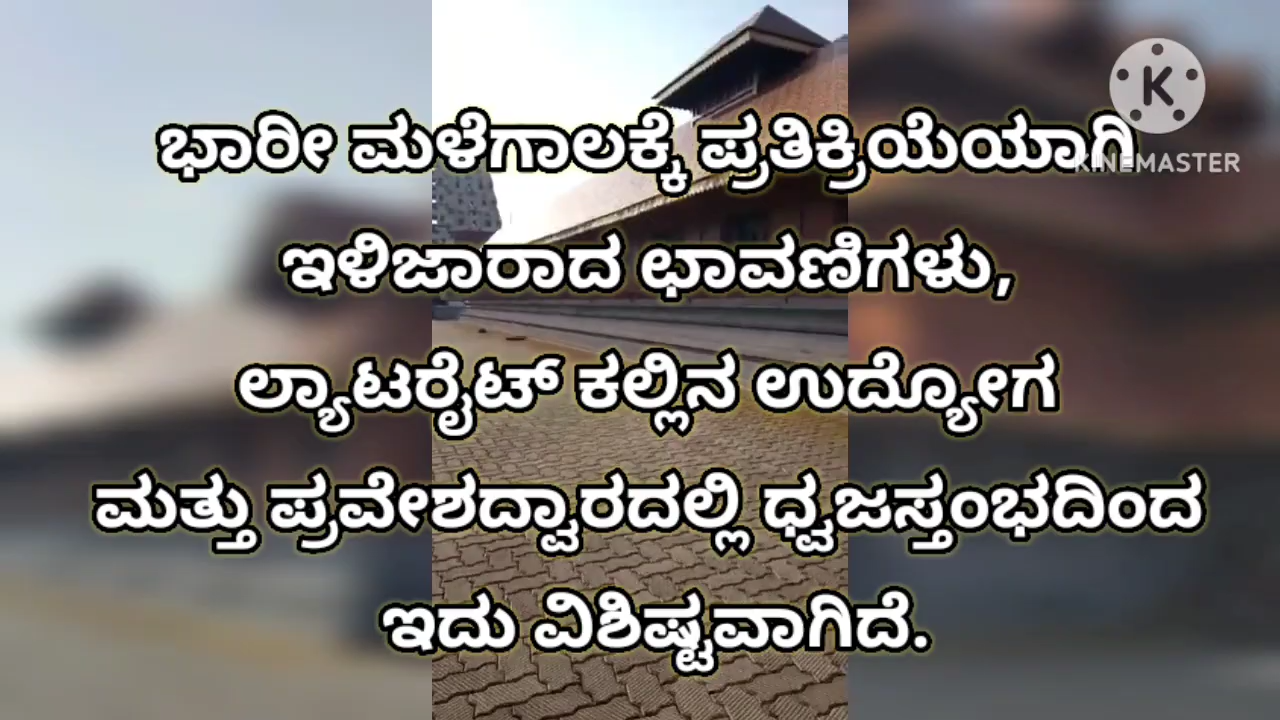 ಭಾರೀ ಮಳೆಗಾಲಕ್ಕೆ ಪ್ರತಿಕ್ರಿಯೆಯಾಗಿ
ಇಳಿಜಾರಾದ ಛಾವಣಿಗಳು,
ಲ್ಯಾಟರೈಟ್ ಕಲ್ಲಿನ ಉದ್ಯೋಗ
ಮತ್ತು ಪ್ರವೇಶದ್ವಾರದಲ್ಲಿ ಧ್ವಜಸ್ತಂಭದಿಂದ
ಇದು ವಿಶಿಷ್ಟವಾಗಿದೆ.
K
KINEMASTER